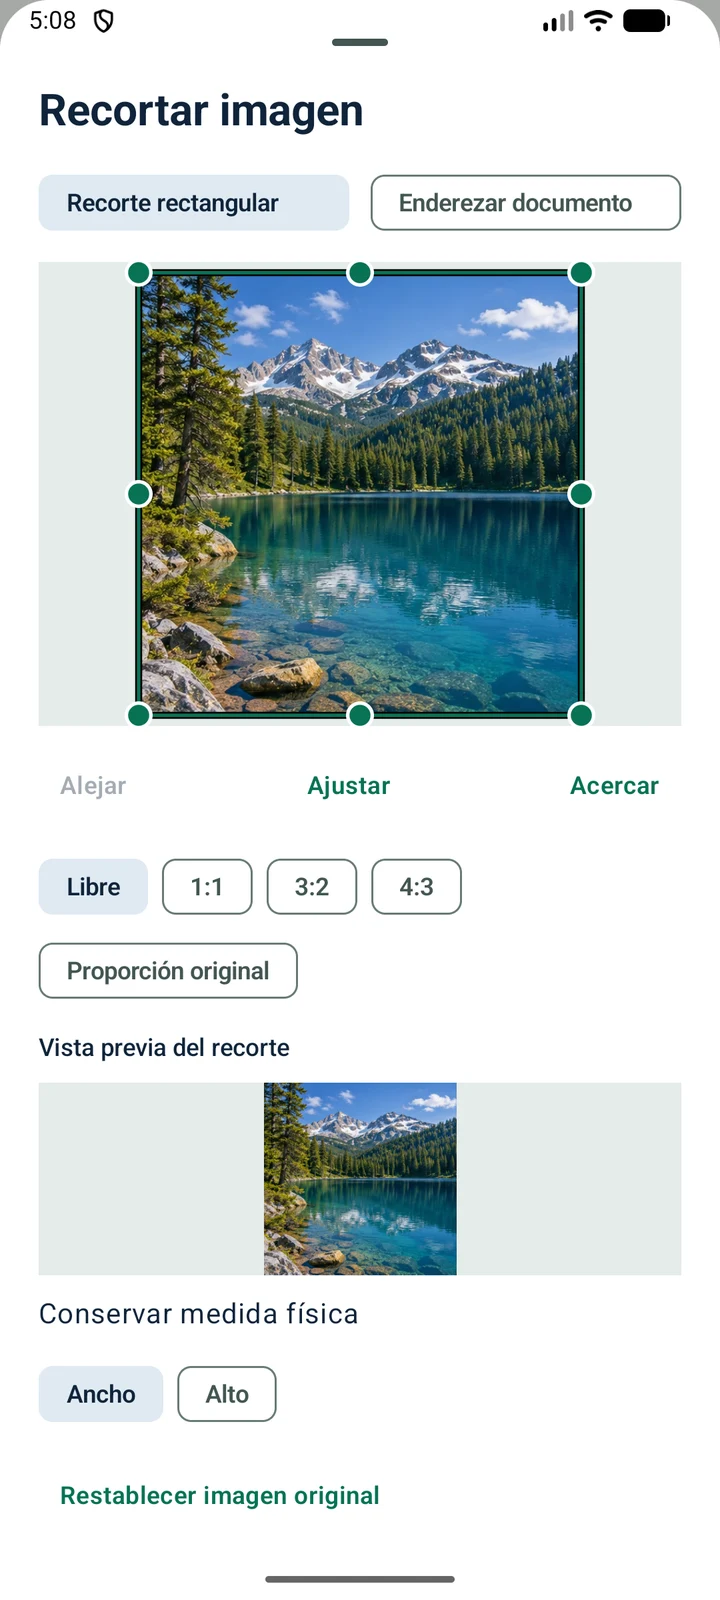 5:08
Recortar imagen
Recorte rectangular
Enderezar documento
Alejar
Ajustar
Acercar
Libre
1:1
3:2
4:3
Proporción original
Vista previa del recorte
Conservar medida física
Ancho
Alto
Restablecer imagen original